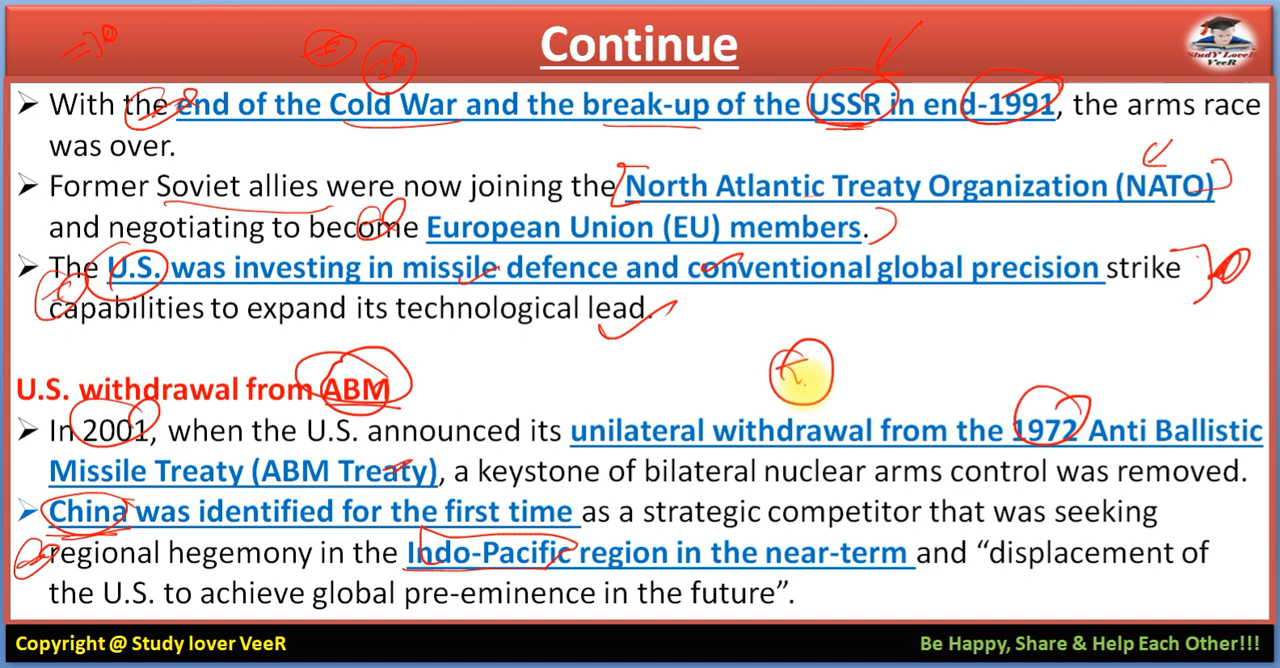 Continue
StudY LoveR
VeeR
➢ With the end of the Cold War and the break-up of the USSR in end-1991, the arms race
was over.
➢ Former Soviet allies were now joining the North Atlantic Treaty Organization (NATO)
and negotiating to become European Union (EU) members.
➢ The U.S. was investing in missile defence and conventional global precision strike
capabilities to expand its technological lead.
U.S. withdrawal from ABM
➢ In 2001, when the U.S. announced its unilateral withdrawal from the 1972 Anti Ballistic
Missile Treaty (ABM Treaty), a keystone of bilateral nuclear arms control was removed.
➢ China was identified for the first time as a strategic competitor that was seeking
regional hegemony in the Indo-Pacific region in the near-term and “displacement of
the U.S. to achieve global pre-eminence in the future”.
Copyright @ Study lover VeeR
Be Happy, Share & Help Each Other!!!